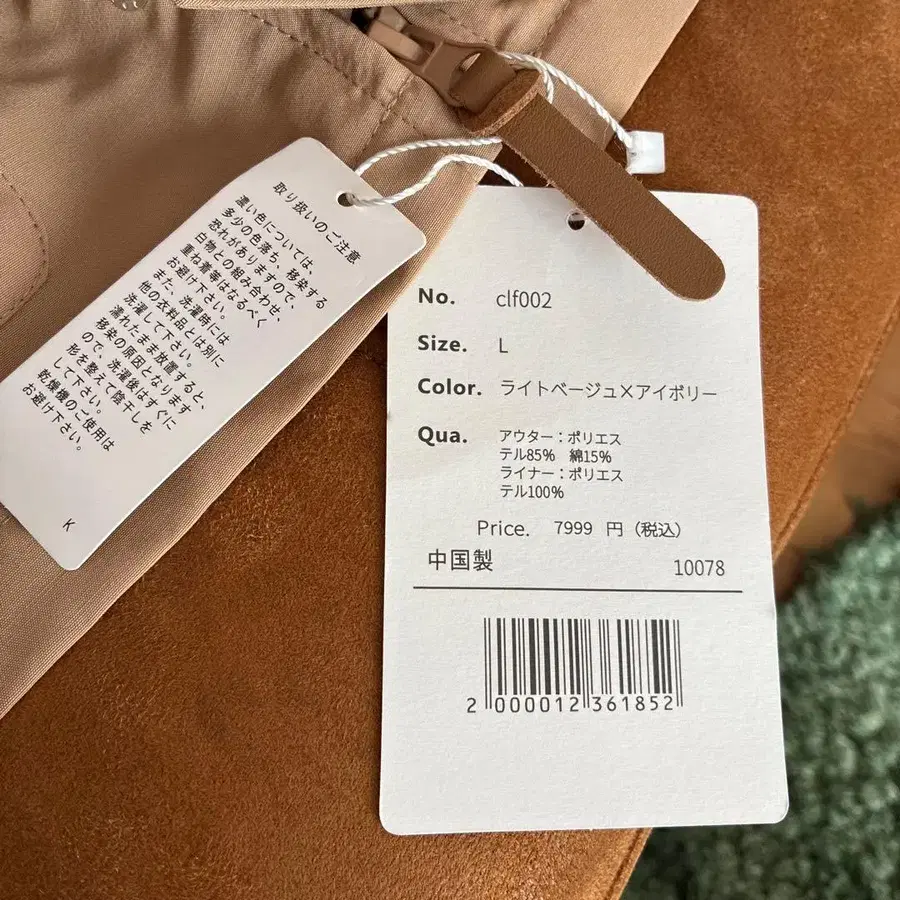 取り扱いのご注意
濃い色については、
多少の色落ち、移染する
恐れがありますので、
白物との組み合わせ、
重ね着等はなるべく
お避け下さい。
また、洗濯時には
他の衣料品とは別に
洗濯して下さい。
濡れたまま放置すると、
移染の原因となります
ので、洗濯後はすぐに
形を整えて陰干しを
して下さい。
乾燥機のご使用は
お避け下さい。
K
No. clf002
Size. L
Color. ライトベージュ×アイボリー
Qua. アウター：ポリエス
テル85% 綿15%
ライナー：ポリエス
テル100%
Price. 7999 円（税込）
中国製 10078
2 000012 361852